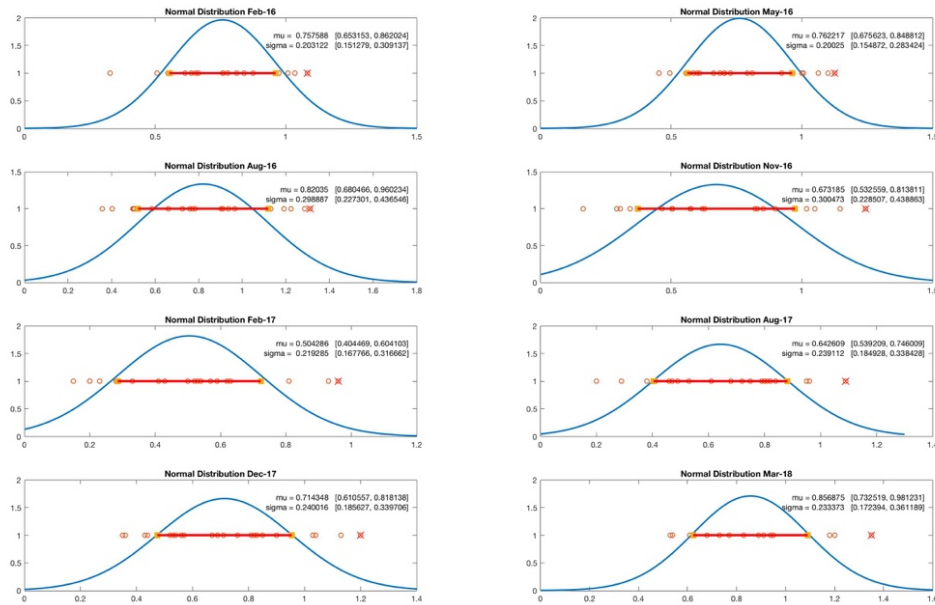 Normal Distribution Feb-16
mu = 0.757588 [0.653153, 0.862024]
sigma = 0.203122 [0.151279, 0.309137]
2
1.5
1
0.5
0
0.5 1 1.5
Normal Distribution May-16
mu = 0.762217 [0.675623, 0.848812]
sigma = 0.20025 [0.154872, 0.283424]
2
1.5
1
0.5
0
0 0.5 1 1.5
Normal Distribution Aug-16
mu = 0.82035 [0.680466, 0.960234]
sigma = 0.298887 [0.227301, 0.436546]
1.5
1
0.5
0
0 0.2 0.4 0.6 0.8 1 1.2 1.4 1.6 1.8
Normal Distribution Nov-16
mu = 0.673185 [0.532559, 0.813811]
sigma = 0.300473 [0.228507, 0.438863]
1.5
1
0.5
0
0 0.5 1 1.5
Normal Distribution Feb-17
mu = 0.504286 [0.404469, 0.604103]
sigma = 0.219285 [0.167766, 0.316662]
2
1.5
1
0.5
0
0 0.2 0.4 0.6 0.8 1 1.2
Normal Distribution Aug-17
mu = 0.642609 [0.539209, 0.746009]
sigma = 0.239112 [0.184928, 0.338428]
2
1.5
1
0.5
0
0 0.2 0.4 0.6 0.8 1 1.2 1.4
Normal Distribution Dec-17
mu = 0.714348 [0.610557, 0.818138]
sigma = 0.240016 [0.185627, 0.339706]
2
1.5
1
0.5
0
0 0.2 0.4 0.6 0.8 1 1.2 1.4
Normal Distribution Mar-18
mu = 0.856875 [0.732519, 0.981231]
sigma = 0.233373 [0.172394, 0.361189]
2
1.5
1
0.5
0
0 0.2 0.4 0.6 0.8 1 1.2 1.4 1.6